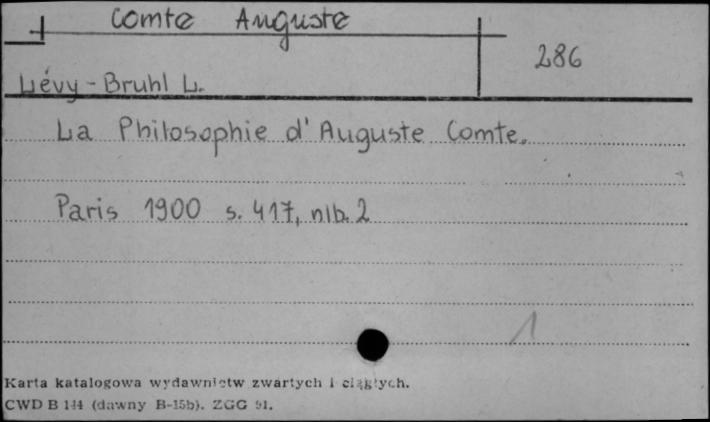 Comte Auguste
286
Lévy-Bruhl L.
La Philosophie d'Auguste Comte.
Paris 1900 s. 417, nlb. 2
1
Karta katalogowa wydawnictw zwartych i ciągłych.
CWD B 144 (dawny B-15b). ZGG 91.